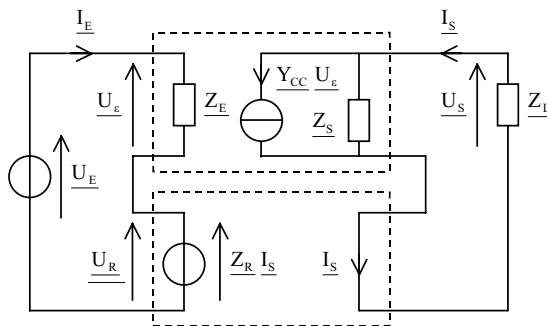 I_E
I_S
Y_CC U_ε
U_ε
Z_E
U_S
Z_L
Z_S
U_E
U_R
Z_R I_S
I_S